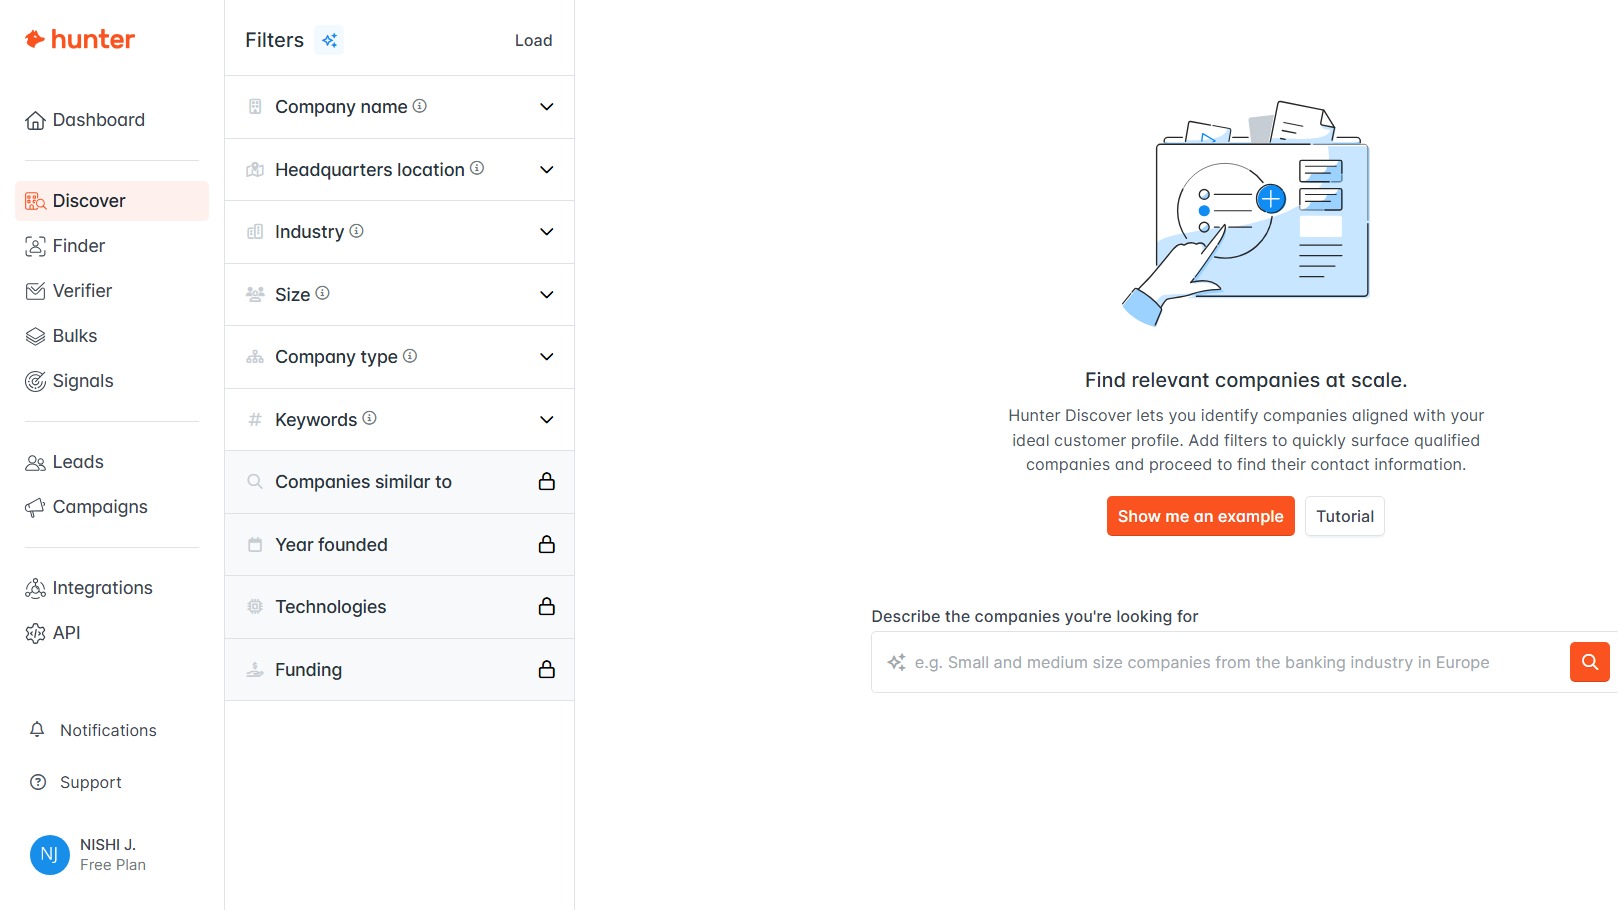 hunter
Dashboard
Discover
Finder
Verifier
Bulks
Signals
Leads
Campaigns
Integrations
API
Notifications
Support
NJ
NISHI J.
Free Plan
Filters
Load
Company name
Headquarters location
Industry
Size
Company type
Keywords
Companies similar to
Year founded
Technologies
Funding
Find relevant companies at scale.
Hunter Discover lets you identify companies aligned with your
ideal customer profile. Add filters to quickly surface qualified
companies and proceed to find their contact information.
Show me an example
Tutorial
Describe the companies you're looking for
e.g. Small and medium size companies from the banking industry in Europe